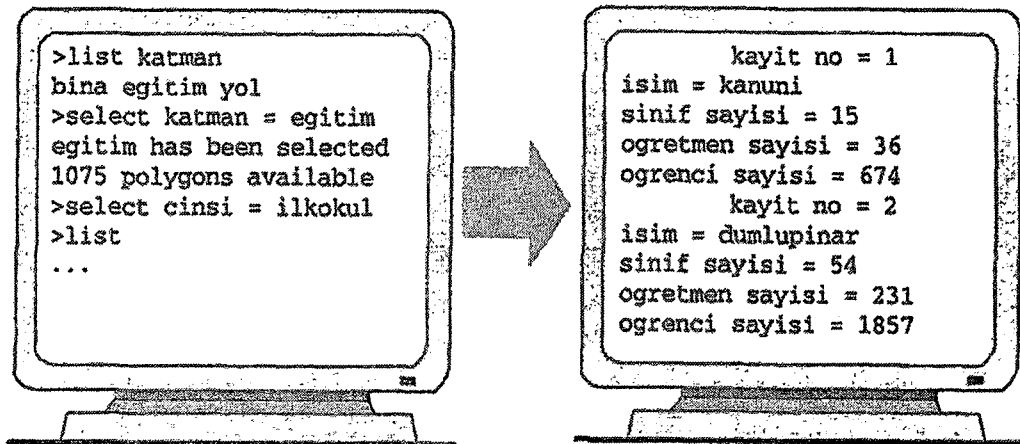 >list katman
bina egitim yol
>select katman = egitim
egitim has been selected
1075 polygons available
>select cinsi = ilkokul
>list
...
kayit no = 1
isim = kanuni
sinif sayisi = 15
ogretmen sayisi = 36
ogrenci sayisi = 674
kayit no = 2
isim = dumlupinar
sinif sayisi = 54
ogretmen sayisi = 231
ogrenci sayisi = 1857